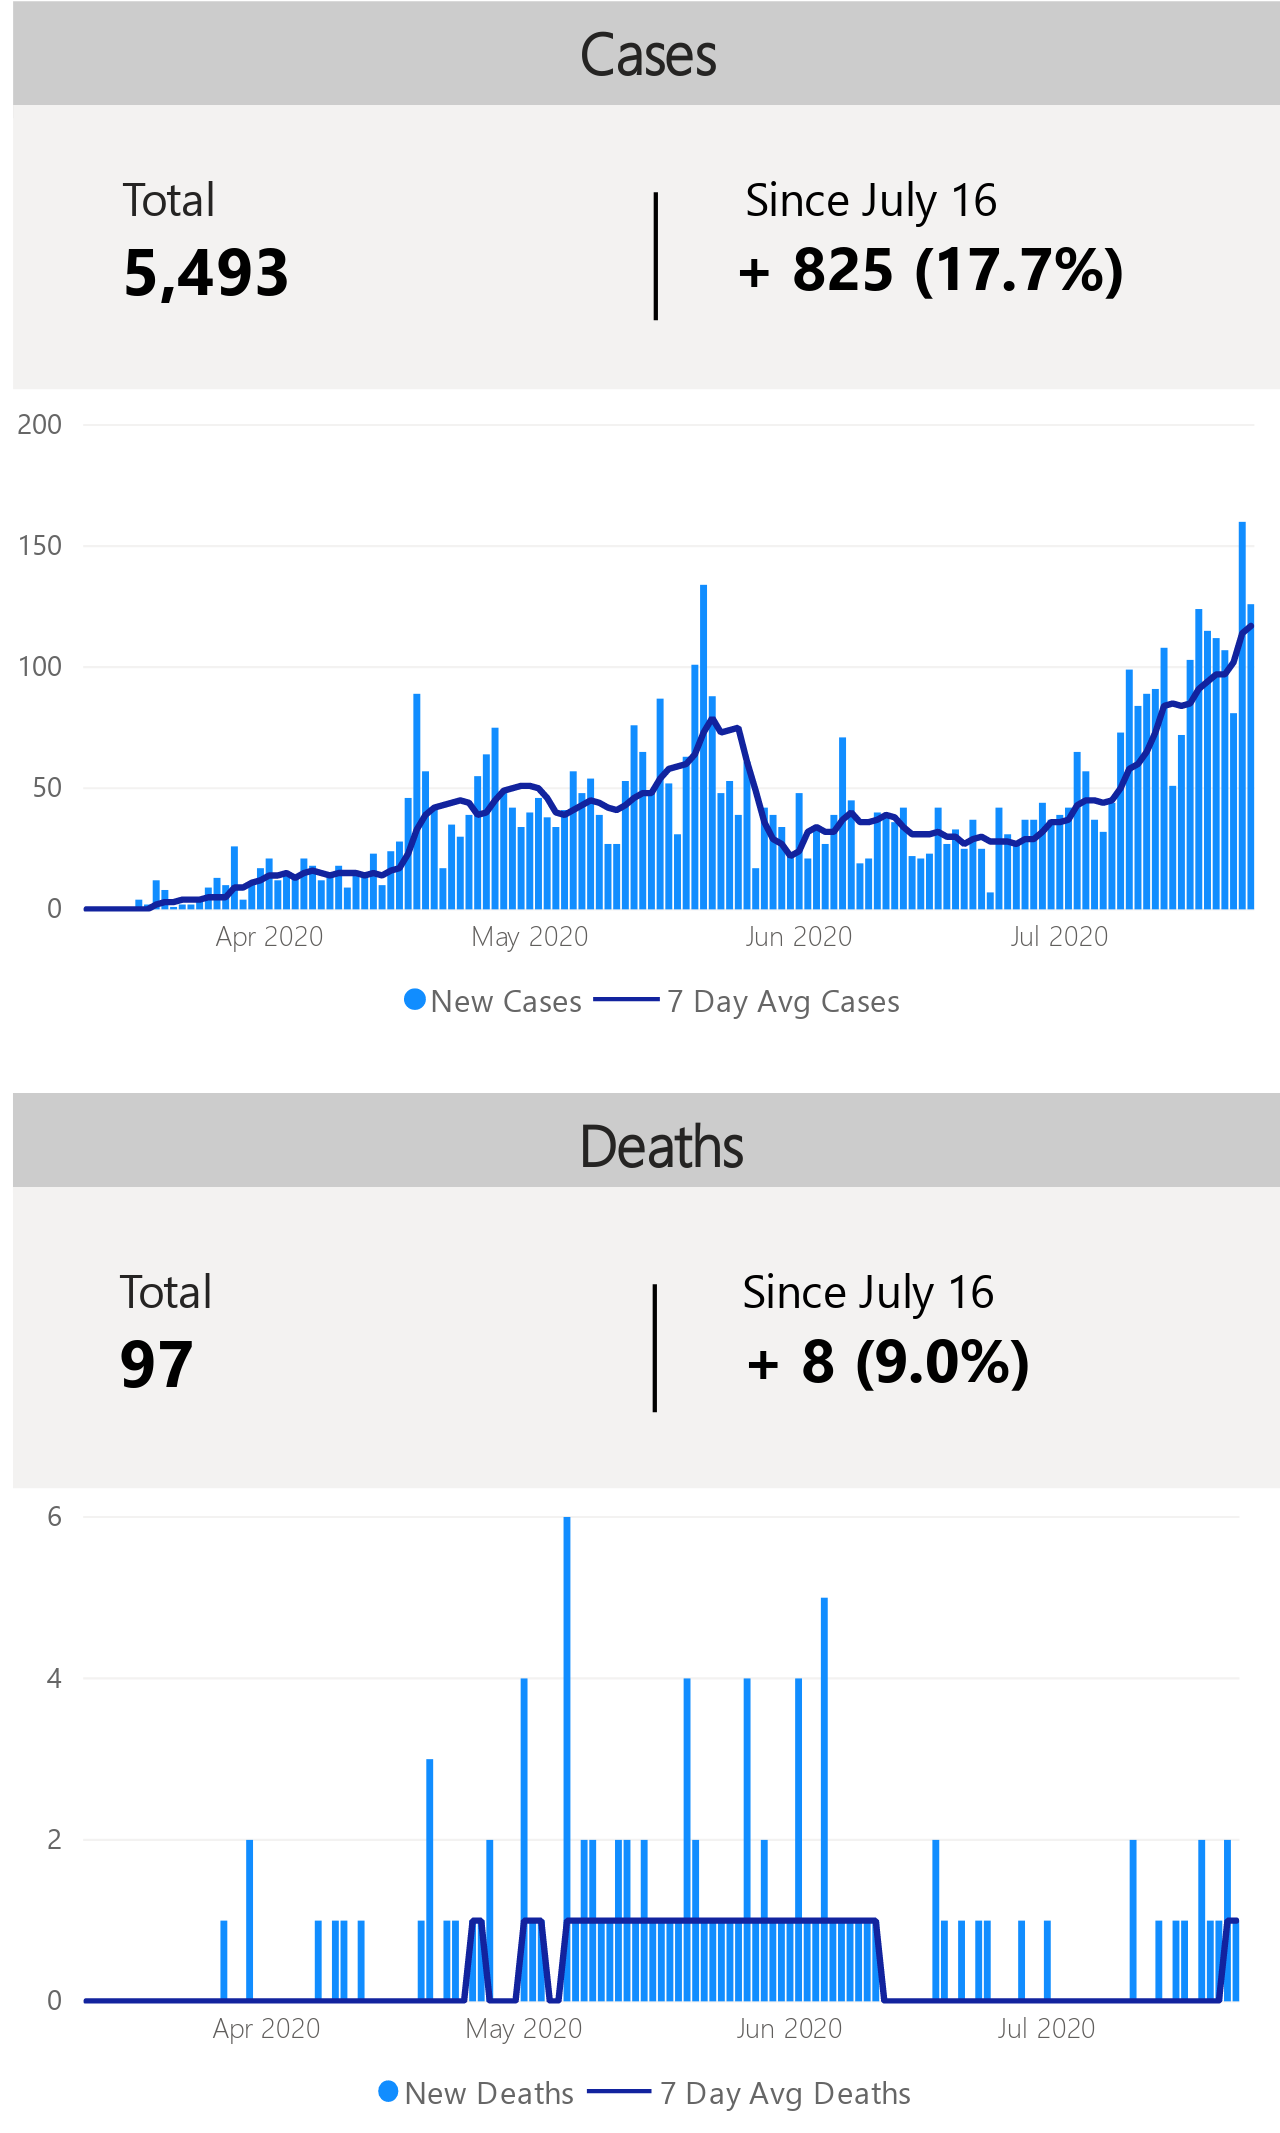 Cases
Total
Since July 16
5,493
+ 825 (17.7%)
200
150
100
50
0
Apr 2020
May 2020
Jun 2020
Jul 2020
New Cases
7 Day Avg Cases
Deaths
Total
Since July 16
97
+ 8 (9.0%)
6
4
2
0
Apr 2020
May 2020
Jun 2020
Jul 2020
New Deaths
7 Day Avg Deaths